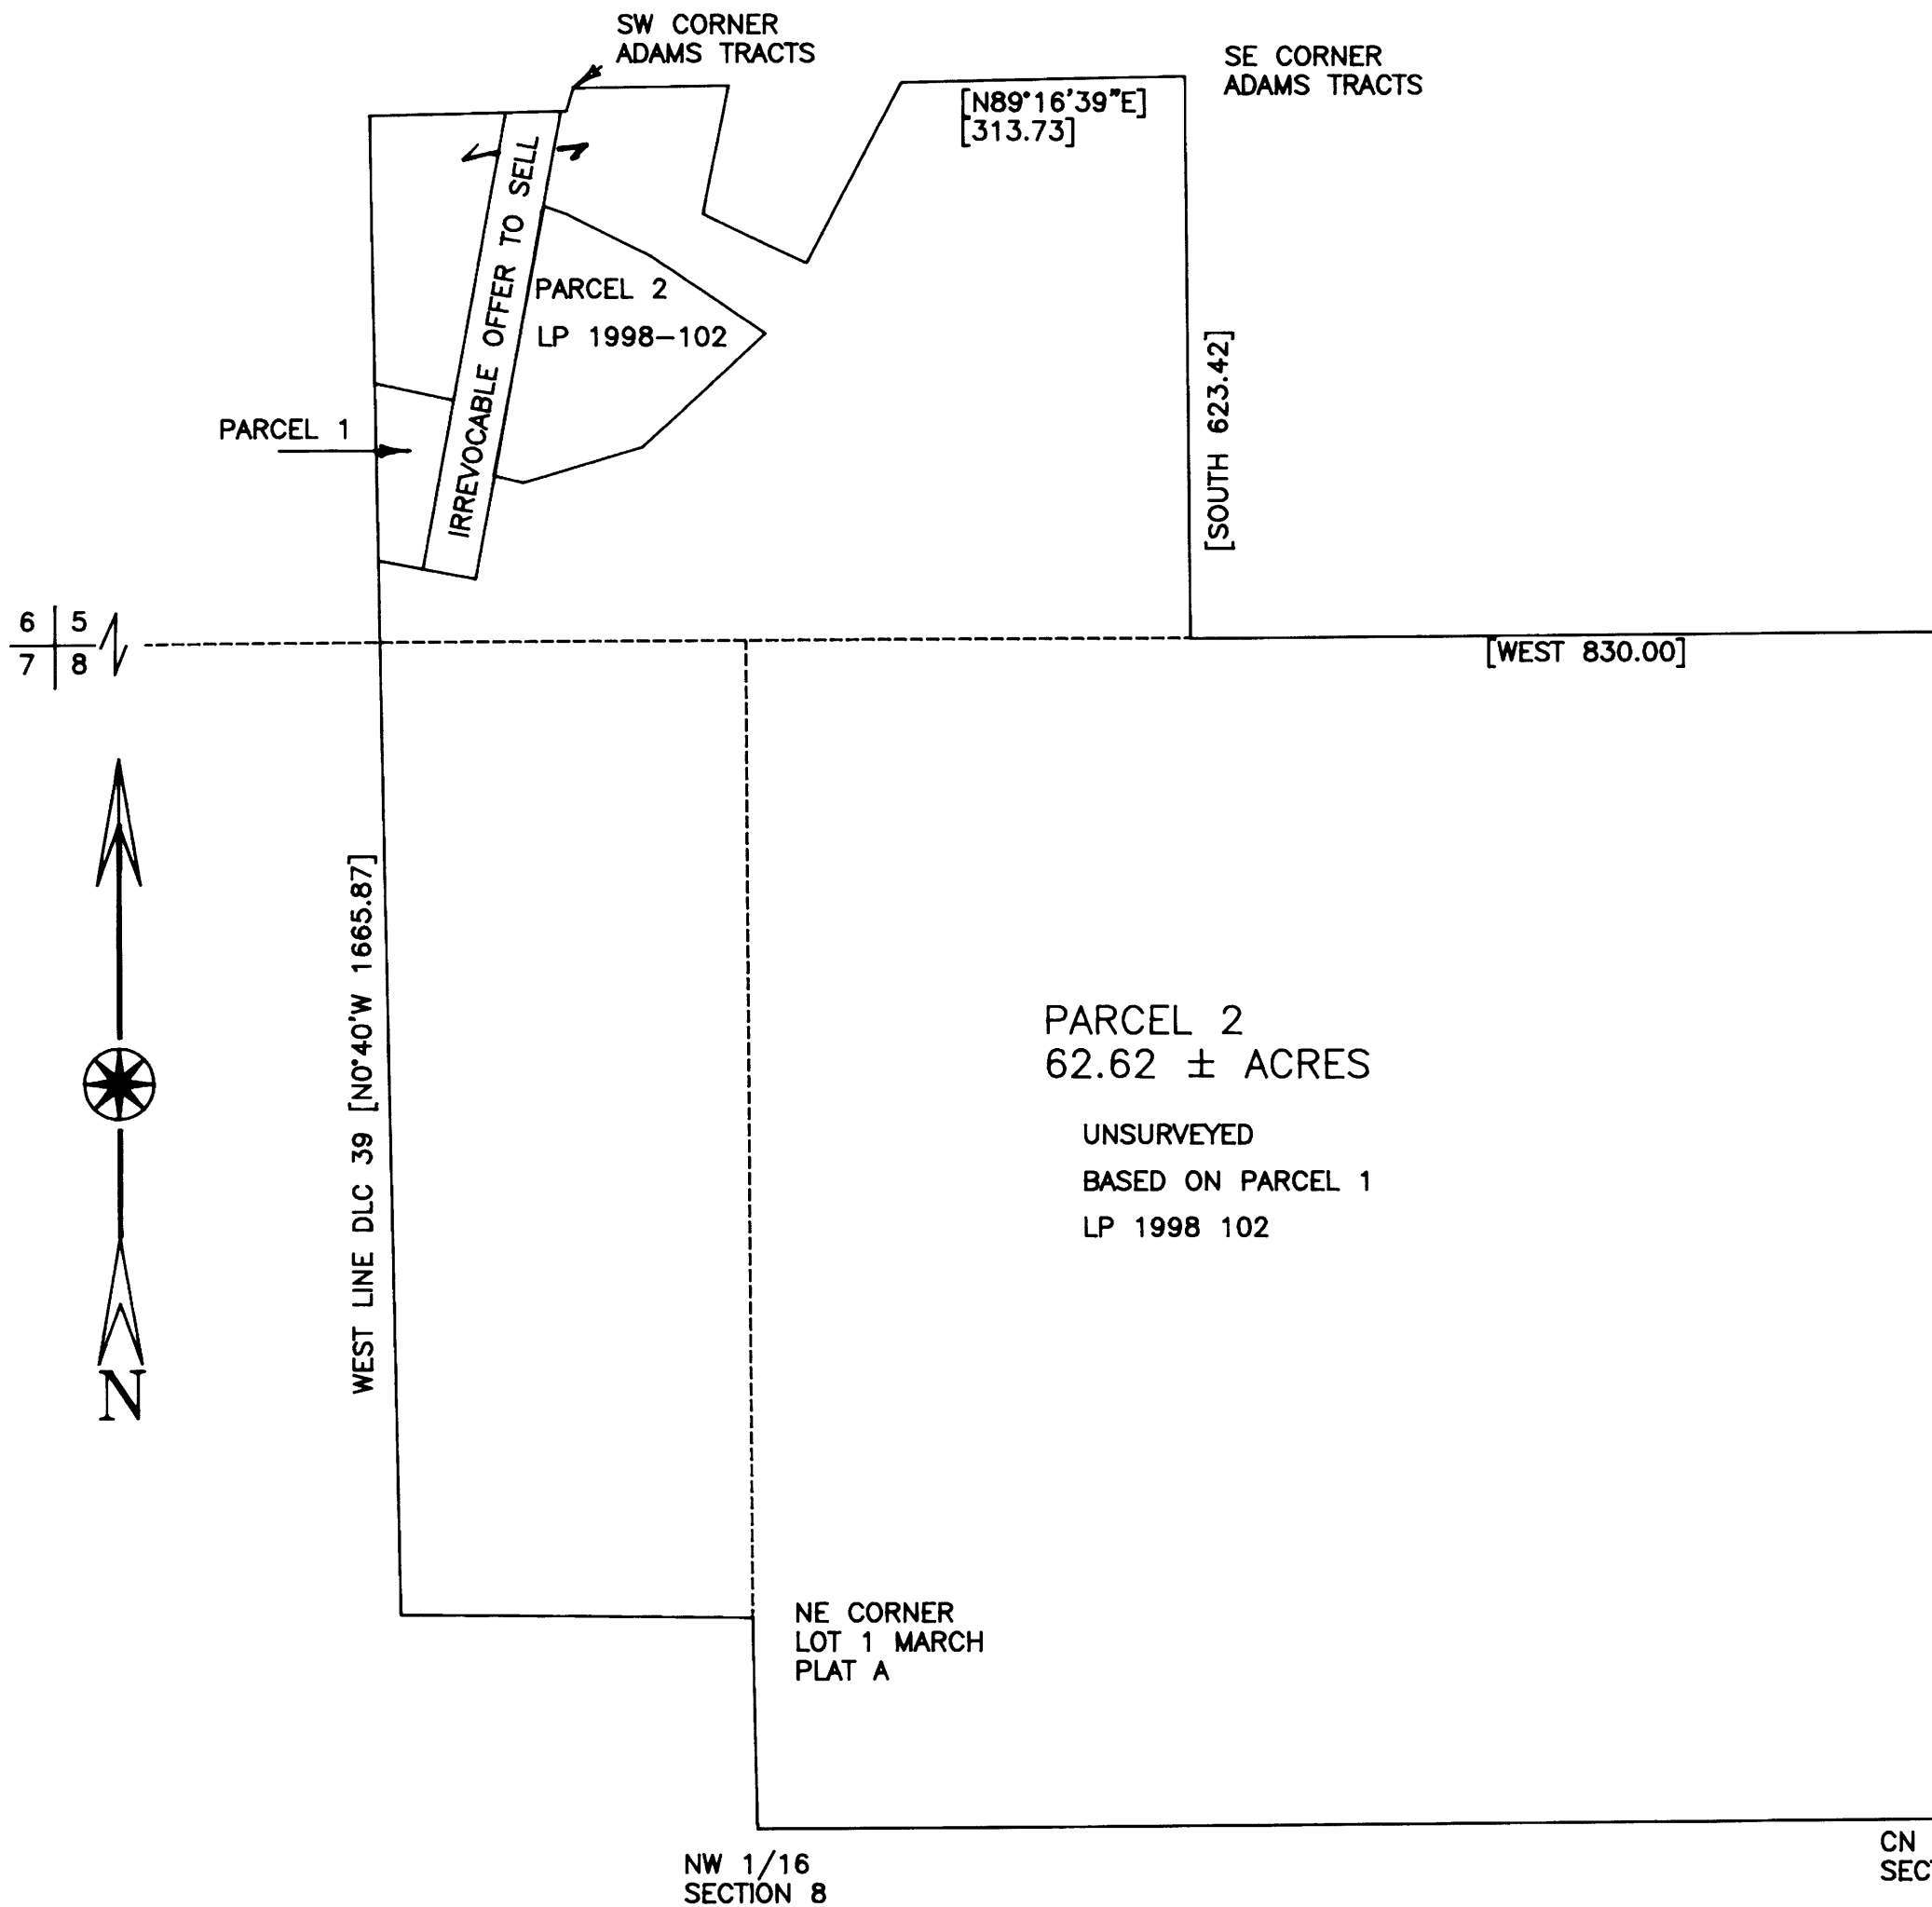 SW CORNER
ADAMS TRACTS
SE CORNER
ADAMS TRACTS
[N89°16'39"E]
[313.73]
IRREVOCABLE OFFER TO SELL
PARCEL 2
LP 1998-102
[SOUTH 623.42]
PARCEL 1
6 5
7 8
[WEST 830.00]
WEST LINE DLC 39 [N0°40'W 1665.87]
PARCEL 2
62.62 ± ACRES
UNSURVEYED
BASED ON PARCEL 1
LP 1998 102
N
NE CORNER
LOT 1 MARCH
PLAT A
NW 1/16
SECTION 8
CN